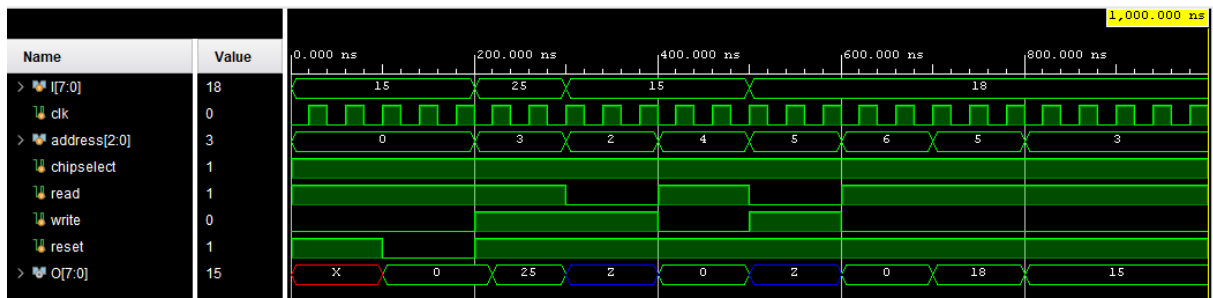 1,000.000 ns
Name Value 0.000 ns 200.000 ns 400.000 ns 600.000 ns 800.000 ns
> I[7:0] 18 15 25 15 18
clk 0
> address[2:0] 3 0 3 2 4 5 6 5 3
chipselect 1
read 1
write 0
reset 1
> O[7:0] 15 X 0 25 Z 0 Z 0 18 15